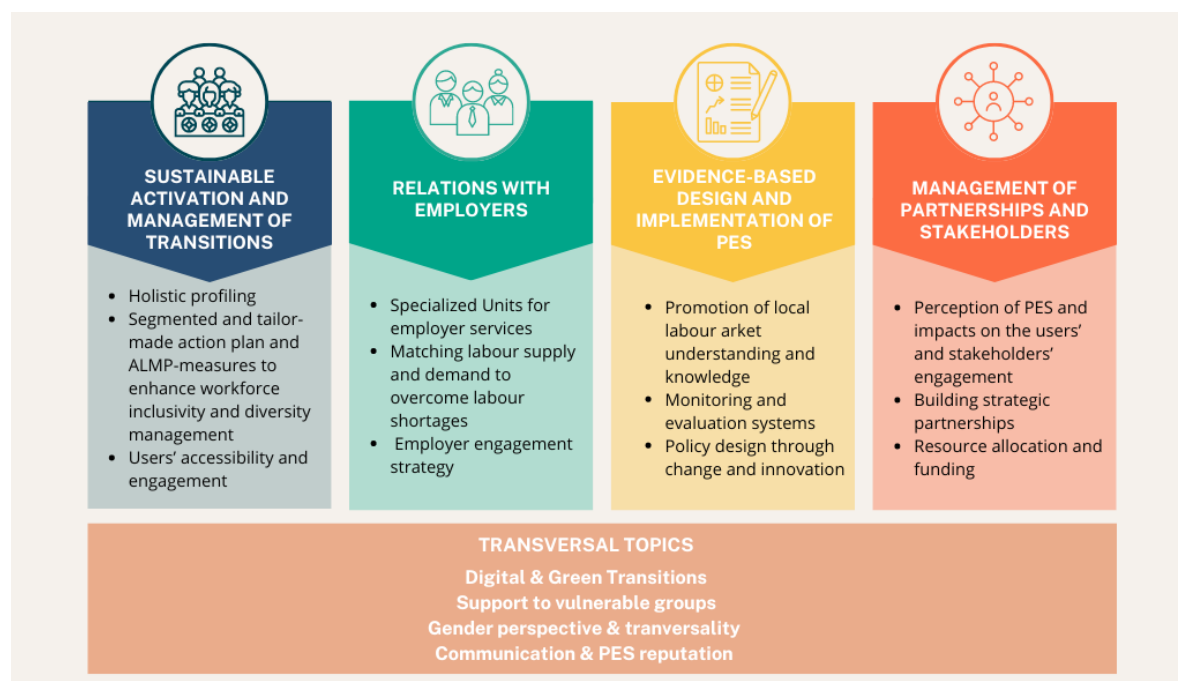 SUSTAINABLE
ACTIVATION AND
MANAGEMENT OF
TRANSITIONS
• Holistic profiling
• Segmented and tailor-
made action plan and
ALMP-measures to
enhance workforce
inclusivity and diversity
management
• Users’ accessibility and
engagement
RELATIONS WITH
EMPLOYERS
• Specialized Units for
employer services
• Matching labour supply
and demand to
overcome labour
shortages
• Employer engagement
strategy
EVIDENCE-BASED
DESIGN AND
IMPLEMENTATION OF
PES
• Promotion of local
labour arket
understanding and
knowledge
• Monitoring and
evaluation systems
• Policy design through
change and innovation
MANAGEMENT OF
PARTNERSHIPS AND
STAKEHOLDERS
• Perception of PES and
impacts on the users’
and stakeholders’
engagement
• Building strategic
partnerships
• Resource allocation and
funding
TRANSVERSAL TOPICS
Digital & Green Transitions
Support to vulnerable groups
Gender perspective & tranversality
Communication & PES reputation